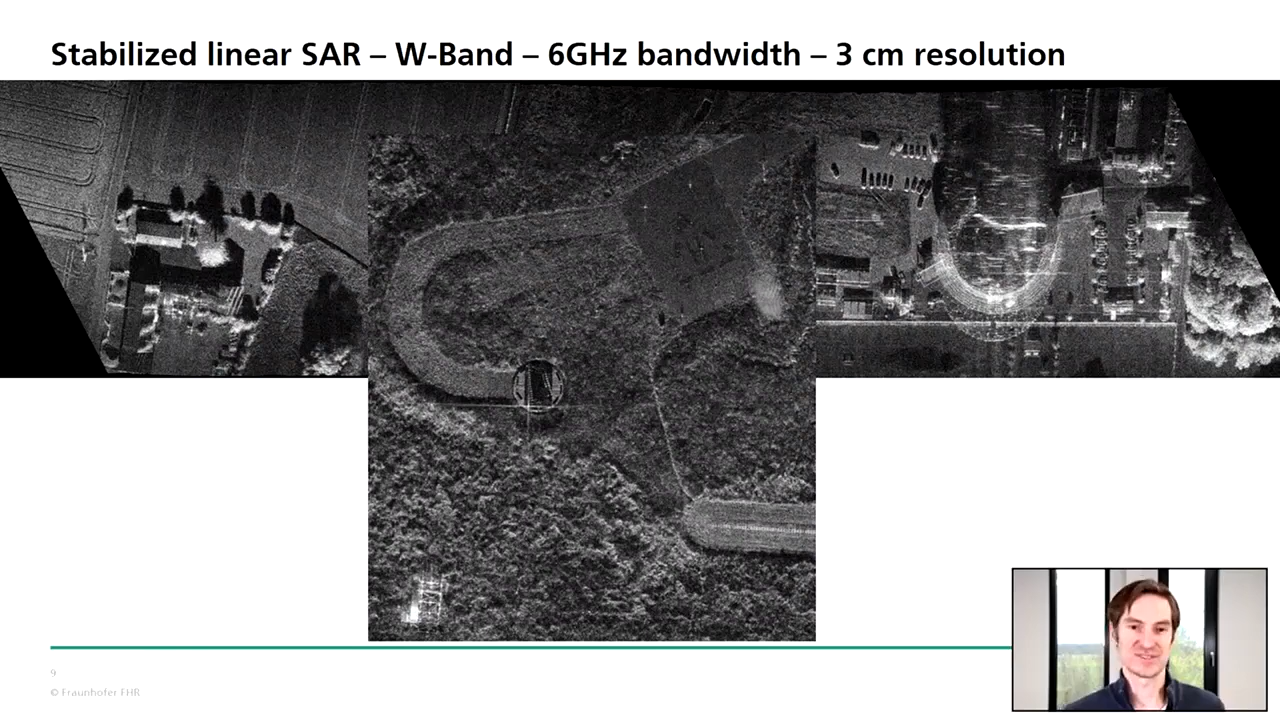 Stabilized linear SAR – W-Band – 6GHz bandwidth – 3 cm resolution
9
© Fraunhofer FHR